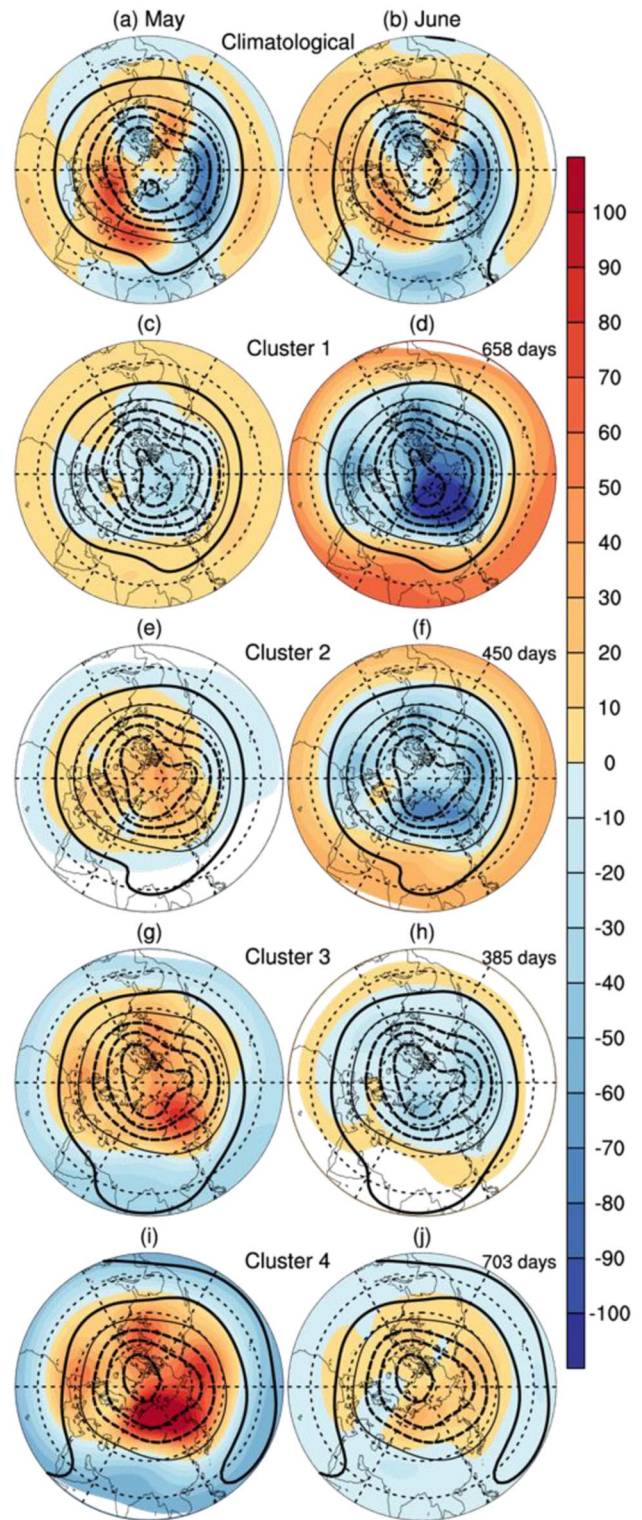 (a) May (b) June
Climatological
(c) (d)
Cluster 1 658 days
(e) (f)
Cluster 2 450 days
(g) (h)
Cluster 3 385 days
(i) (j)
Cluster 4 703 days
100
90
80
70
60
50
40
30
20
10
0
-10
-20
-30
-40
-50
-60
-70
-80
-90
-100